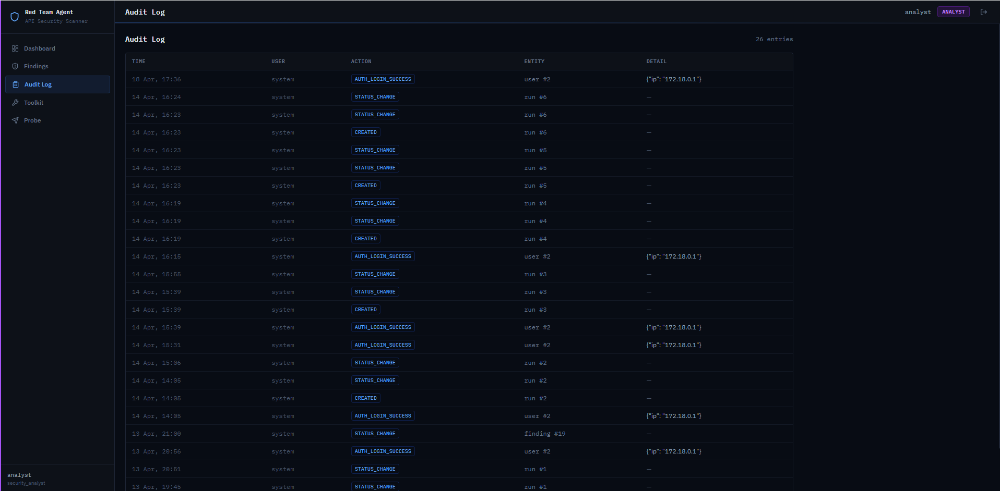 Red Team Agent
API Security Scanner
Dashboard
Findings
Audit Log
Toolkit
Probe
analyst
security_analyst
Audit Log
analyst ANALYST
Audit Log
26 entries
TIME USER ACTION ENTITY DETAIL
18 Apr, 17:36 system AUTH_LOGIN_SUCCESS user #2 {"ip": "172.18.0.1"}
14 Apr, 16:24 system STATUS_CHANGE run #6 —
14 Apr, 16:23 system STATUS_CHANGE run #6 —
14 Apr, 16:23 system CREATED run #6 —
14 Apr, 16:23 system STATUS_CHANGE run #5 —
14 Apr, 16:23 system STATUS_CHANGE run #5 —
14 Apr, 16:23 system CREATED run #5 —
14 Apr, 16:19 system STATUS_CHANGE run #4 —
14 Apr, 16:19 system STATUS_CHANGE run #4 —
14 Apr, 16:19 system CREATED run #4 —
14 Apr, 16:15 system AUTH_LOGIN_SUCCESS user #2 {"ip": "172.18.0.1"}
14 Apr, 15:55 system STATUS_CHANGE run #3 —
14 Apr, 15:39 system STATUS_CHANGE run #3 —
14 Apr, 15:39 system CREATED run #3 —
14 Apr, 15:39 system AUTH_LOGIN_SUCCESS user #2 {"ip": "172.18.0.1"}
14 Apr, 15:31 system AUTH_LOGIN_SUCCESS user #2 {"ip": "172.18.0.1"}
14 Apr, 15:06 system STATUS_CHANGE run #2 —
14 Apr, 14:05 system STATUS_CHANGE run #2 —
14 Apr, 14:05 system CREATED run #2 —
14 Apr, 14:05 system AUTH_LOGIN_SUCCESS user #2 {"ip": "172.18.0.1"}
13 Apr, 21:00 system STATUS_CHANGE finding #19 —
13 Apr, 20:56 system AUTH_LOGIN_SUCCESS user #2 {"ip": "172.18.0.1"}
13 Apr, 20:51 system STATUS_CHANGE run #1 —
13 Apr, 19:45 system STATUS_CHANGE run #1 —